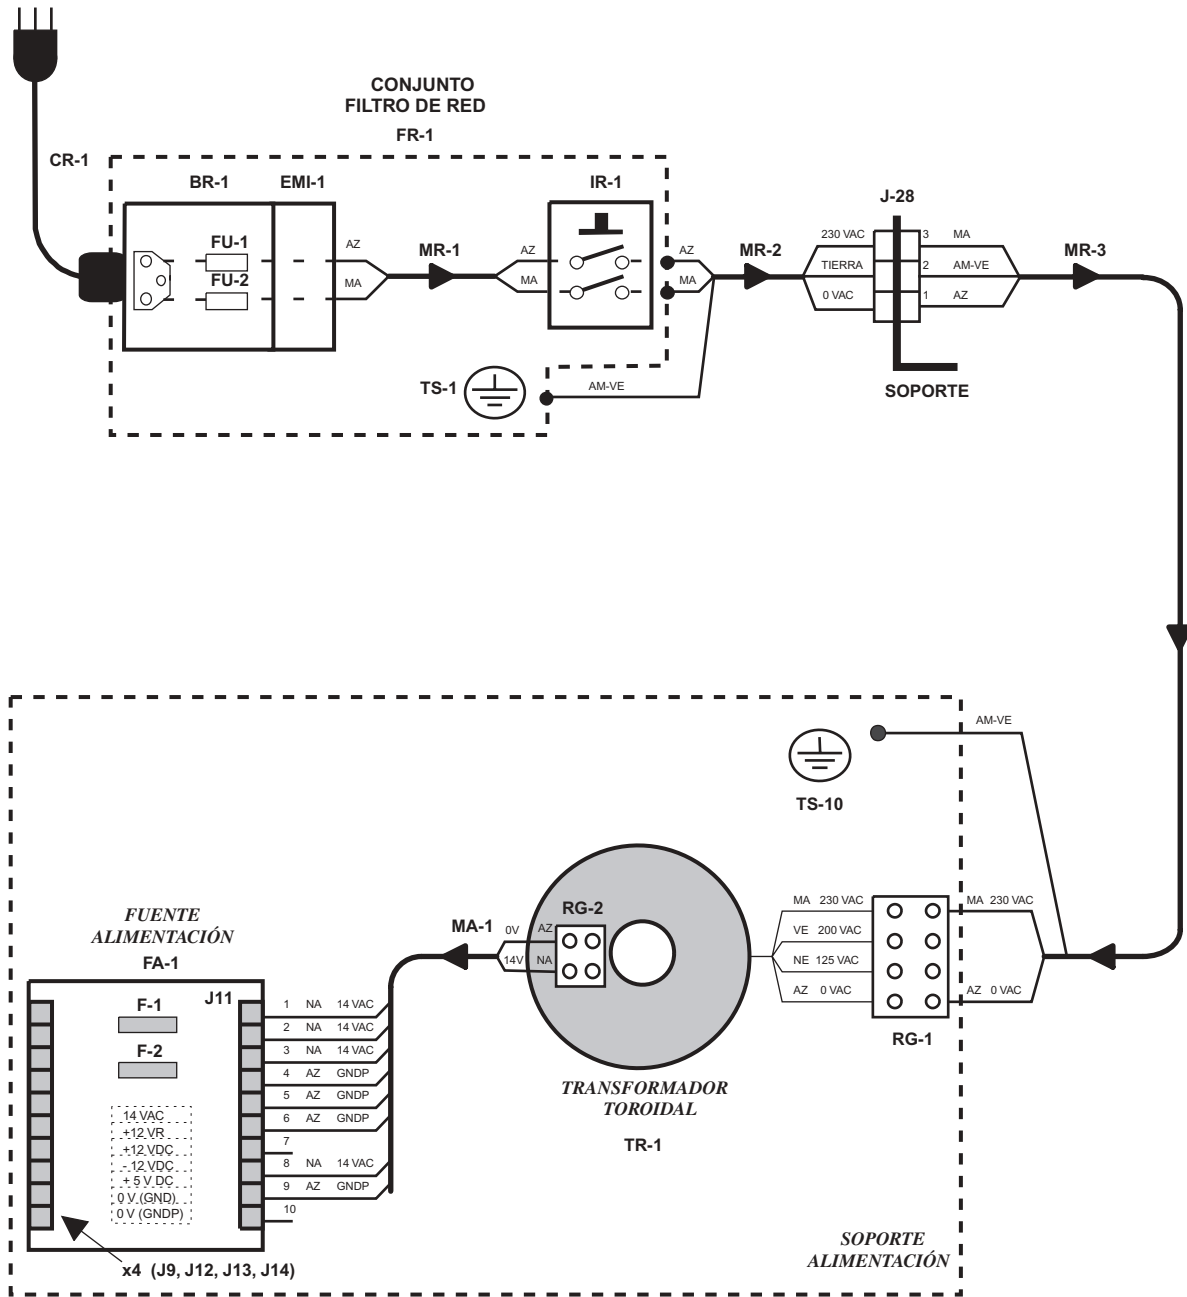 CONJUNTO
FILTRO DE RED
FR-1
CR-1
BR-1
EMI-1
IR-1
J-28
FU-1
FU-2
AZ
MA
MR-1
AZ
MA
AZ
MA
MR-2
230 VAC
TIERRA
0 VAC
3 MA
2 AM-VE
1 AZ
MR-3
TS-1
AM-VE
SOPORTE
AM-VE
TS-10
MA 230 VAC
VE 200 VAC
NE 125 VAC
AZ 0 VAC
MA 230 VAC
AZ 0 VAC
RG-1
RG-2
MA-1
0V AZ
14V NA
TRANSFORMADOR
TOROIDAL
TR-1
FUENTE
ALIMENTACIÓN
FA-1
F-1
F-2
J11
1 NA 14 VAC
2 NA 14 VAC
3 NA 14 VAC
4 AZ GNDP
5 AZ GNDP
6 AZ GNDP
7
8 NA 14 VAC
9 AZ GNDP
10
14 VAC
+12 VR
+12 VDC
- 12 VDC
+ 5 V DC
0 V (GND)
0 V (GNDP)
x4 (J9, J12, J13, J14)
SOPORTE
ALIMENTACIÓN